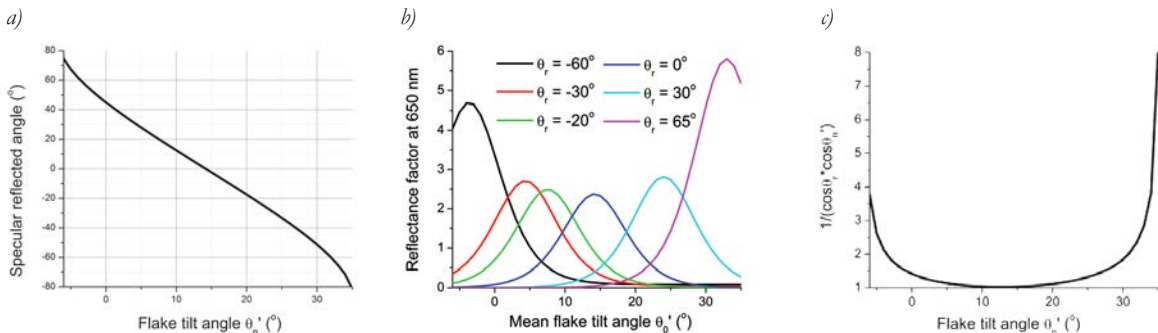 a)
b)
c)
80
60
40
20
0
-20
-40
-60
-80
0
10
20
30
Specular reflected angle (°)
Flake tilt angle θn' (°)
6
5
4
3
2
1
0
θr = -60°
θr = -30°
θr = -20°
θr = 0°
θr = 30°
θr = 65°
0
10
20
30
Reflectance factor at 650 nm
Mean flake tilt angle θ0' (°)
8
7
6
5
4
3
2
1
0
10
20
30
1/(cosθr*cosθn')
Flake tilt angle θn' (°)